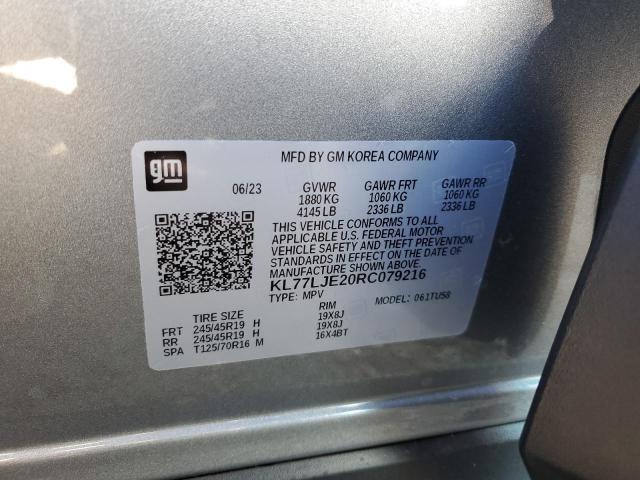 gm
MFD BY GM KOREA COMPANY
06/23 GVWR GAWR FRT GAWR RR
1880 KG 1060 KG 1060 KG
4145 LB 2336 LB 2336 LB
THIS VEHICLE CONFORMS TO ALL
APPLICABLE U.S. FEDERAL MOTOR
VEHICLE SAFETY AND THEFT PREVENTION
STANDARDS IN EFFECT ON THE DATE OF
MANUFACTURE SHOWN ABOVE.
KL77LJE20RC079216
TYPE: MPV MODEL: 061TU58
TIRE SIZE RIM
FRT 245/45R19 H 19X8J
RR 245/45R19 H 19X8J
SPA T125/70R16 M 16X4BT